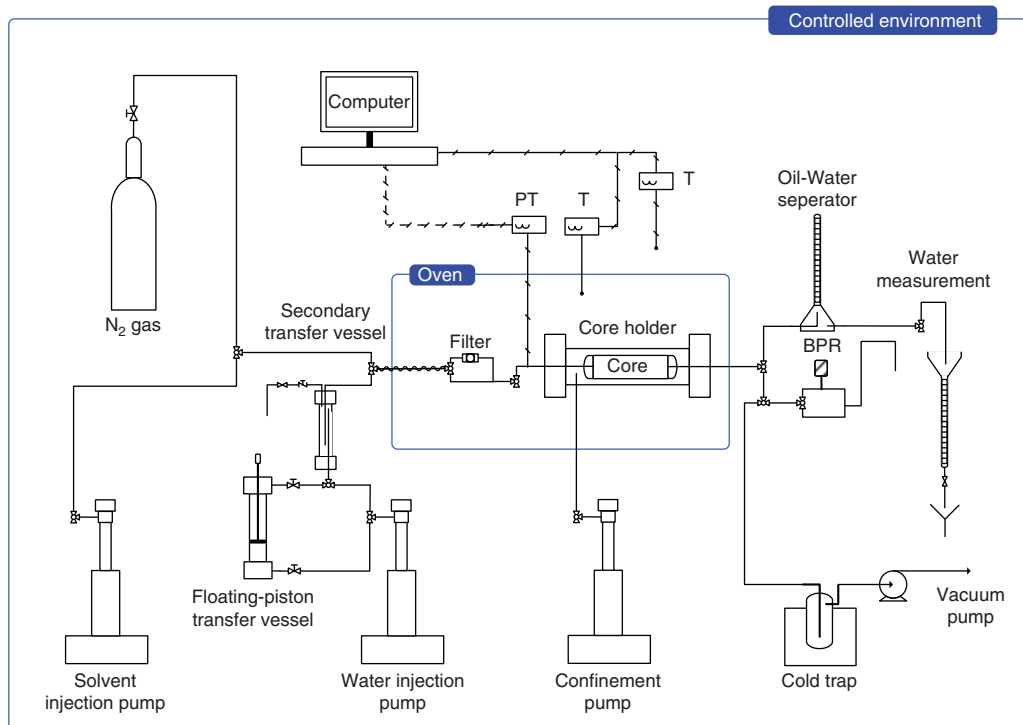 Controlled environment
Computer
T
PT
T
Oil-Water
seperator
Water
measurement
Oven
N₂ gas
Secondary
transfer vessel
Filter
Core holder
Core
BPR
Floating-piston
transfer vessel
Vacuum
pump
Solvent
injection pump
Water injection
pump
Confinement
pump
Cold trap